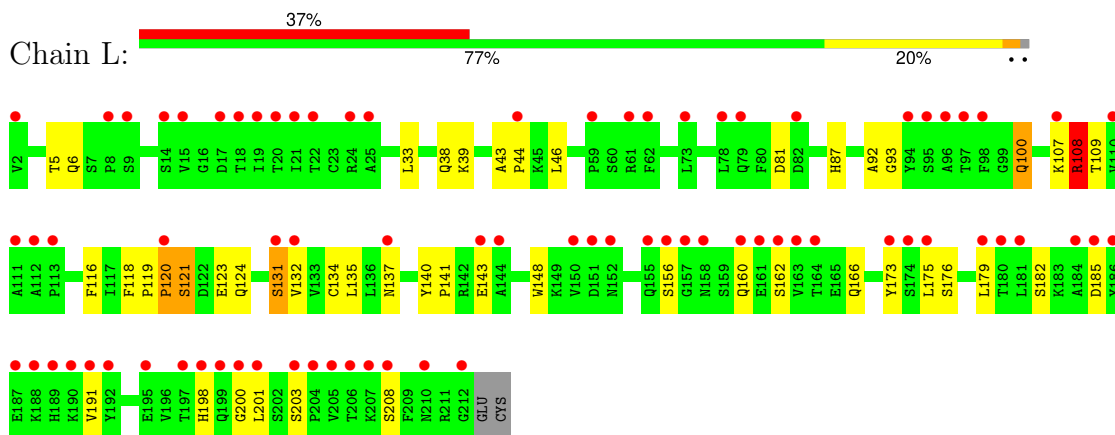 37%
Chain L:
77% 20% • •
V2 T5 Q6 S7 P8 S9 S14 V15 G16 D17 T18 I19 T20 I21 T22 C23 R24 A25 L33 Q38 K39 A43 P44 K45 L46 P59 S60 R61 F62 L73 L78 Q79 F80 D81 D82 H87 A92 G93 Y94 S95 A96 T97 F98 G99 Q100 K107 R108 T109 V110
A111 A112 P113 F116 I117 F118 P119 P120 S121 D122 E123 Q124 S131 V132 V133 C134 L135 L136 N137 Y140 P141 R142 E143 A144 W148 K149 V150 D151 N152 Q155 S156 G157 N158 S159 Q160 E161 S162 V163 T164 E165 Q166 Y173 S174 L175 S176 L179 T180 L181 S182 K183 A184 D185 Y186
E187 K188 H189 K190 V191 Y192 E195 V196 T197 H198 Q199 G200 L201 S202 S203 P204 V205 T206 K207 S208 F209 N210 R211 G212 GLU CYS